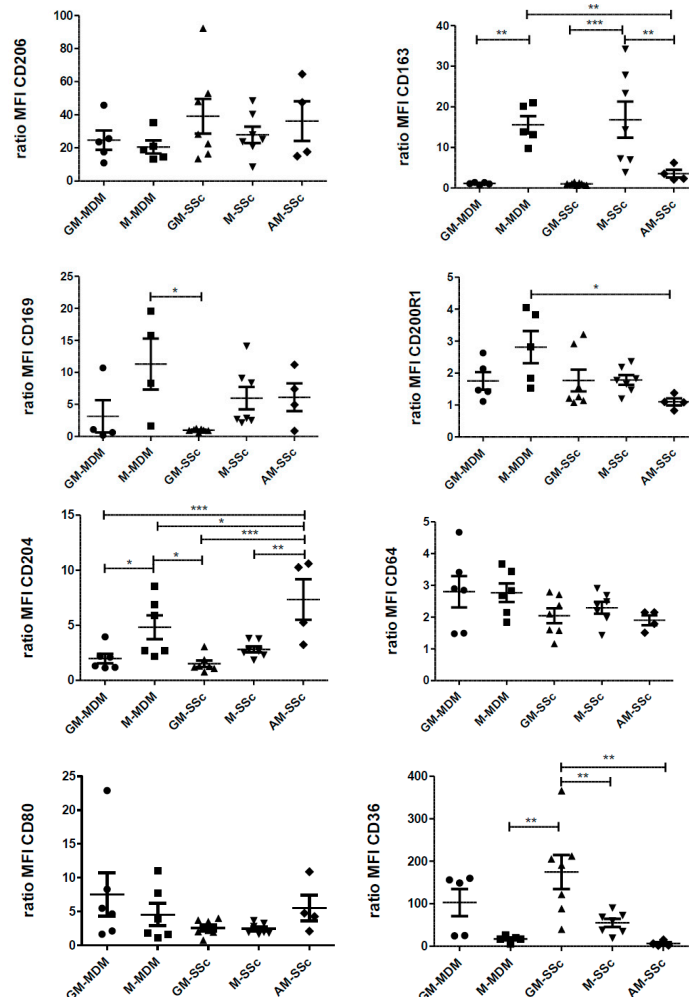 ratio MFI CD206
100
80
60
40
20
0
GM-MDM
M-MDM
GM-SSc
M-SSc
AM-SSc
ratio MFI CD163
40
30
20
10
0
**
**
***
**
GM-MDM
M-MDM
GM-SSc
M-SSc
AM-SSc
ratio MFI CD169
25
20
15
10
5
0
*
GM-MDM
M-MDM
GM-SSc
M-SSc
AM-SSc
ratio MFI CD200R1
5
4
3
2
1
0
*
GM-MDM
M-MDM
GM-SSc
M-SSc
AM-SSc
ratio MFI CD204
15
10
5
0
***
*
***
*
*
**
GM-MDM
M-MDM
GM-SSc
M-SSc
AM-SSc
ratio MFI CD64
5
4
3
2
1
0
GM-MDM
M-MDM
GM-SSc
M-SSc
AM-SSc
ratio MFI CD80
25
20
15
10
5
0
GM-MDM
M-MDM
GM-SSc
M-SSc
AM-SSc
ratio MFI CD36
400
300
200
100
0
**
**
**
GM-MDM
M-MDM
GM-SSc
M-SSc
AM-SSc